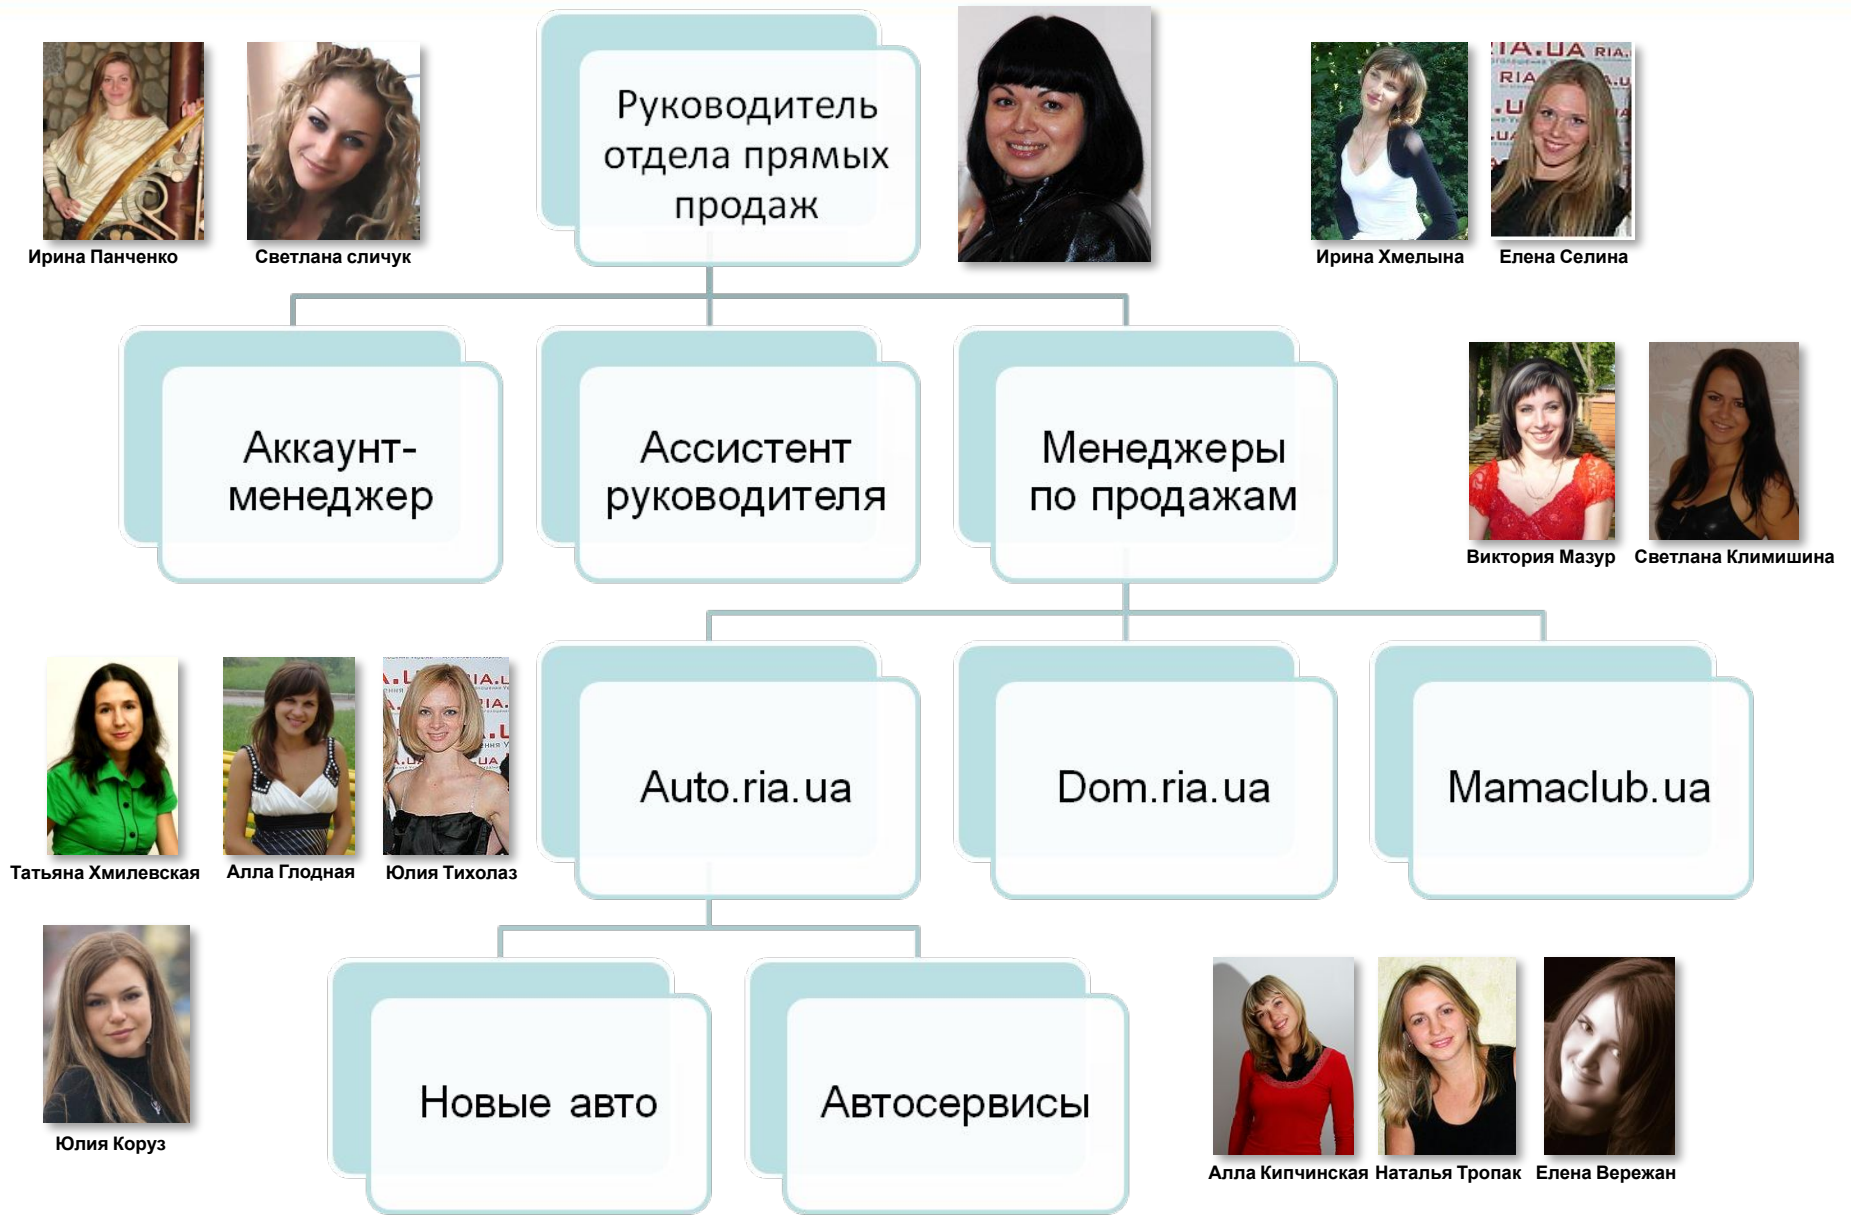 Руководитель
отдела прямых
продаж
Ирина Панченко
Светлана сличук
Ирина Хмелына
Елена Селина
Аккаунт-
менеджер
Ассистент
руководителя
Менеджеры
по продажам
Виктория Мазур
Светлана Климишина
Auto.ria.ua
Dom.ria.ua
Mamaclub.ua
Татьяна Хмилевская
Алла Глодная
Юлия Тихолаз
Новые авто
Автосервисы
Юлия Коруз
Алла Кипчинская
Наталья Тропак
Елена Вережан